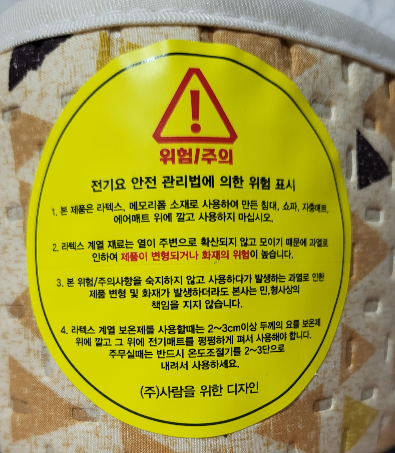 위험/주의
전기요 안전 관리법에 의한 위험 표시
1. 본 제품은 라텍스, 메모리폼 소재로 사용하여 만든 침대, 쇼파, 자충매트,
에어매트 위에 깔고 사용하지 마십시오.
2. 라텍스 계열 재료는 열이 주변으로 확산되지 않고 모이기 때문에 과열로
인하여 제품이 변형되거나 화재의 위험이 높습니다.
3. 본 위험/주의사항을 숙지하지 않고 사용하다가 발생하는 과열로 인한
제품 변형 및 화재가 발생하더라도 본사는 민,형사상의
책임을 지지 않습니다.
4. 라텍스 계열 보온제를 사용할때는 2~3cm이상 두께의 요를 보온제
위에 깔고 그 위에 전기매트를 평평하게 펴서 사용해야 합니다.
주무실때는 반드시 온도조절기를 2~3단으로
내려서 사용하세요.
(주)사람을 위한 디자인